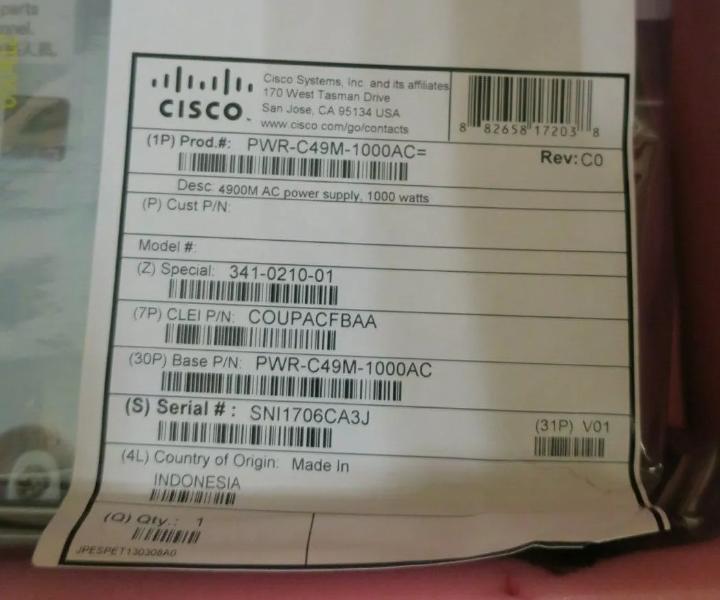 parts
CISCO
Cisco Systems, Inc. and its affiliates
170 West Tasman Drive
San Jose, CA 95134 USA
www.cisco.com/go/contacts
8 82658 17203 8
(1P) Prod.#: PWR-C49M-1000AC=
Rev: C0
Desc: 4900M AC power supply, 1000 watts
(P) Cust P/N:
Model #:
(Z) Special: 341-0210-01
(7P) CLEI P/N: COUPACFBAA
(30P) Base P/N: PWR-C49M-1000AC
(S) Serial # : SNI1706CA3J
(31P) V01
(4L) Country of Origin: Made In
INDONESIA
(Q) Qty.: 1
JPESPET130308A0